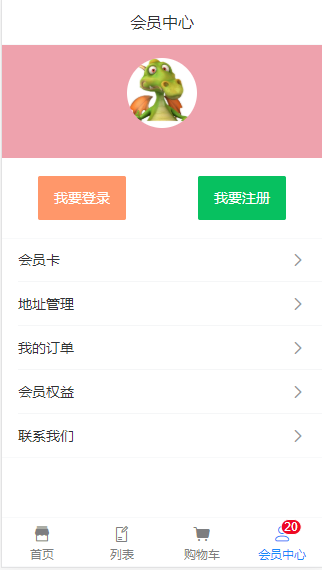 会员中心
我要登录
我要注册
会员卡
地址管理
我的订单
会员权益
联系我们
20
首页
列表
购物车
会员中心